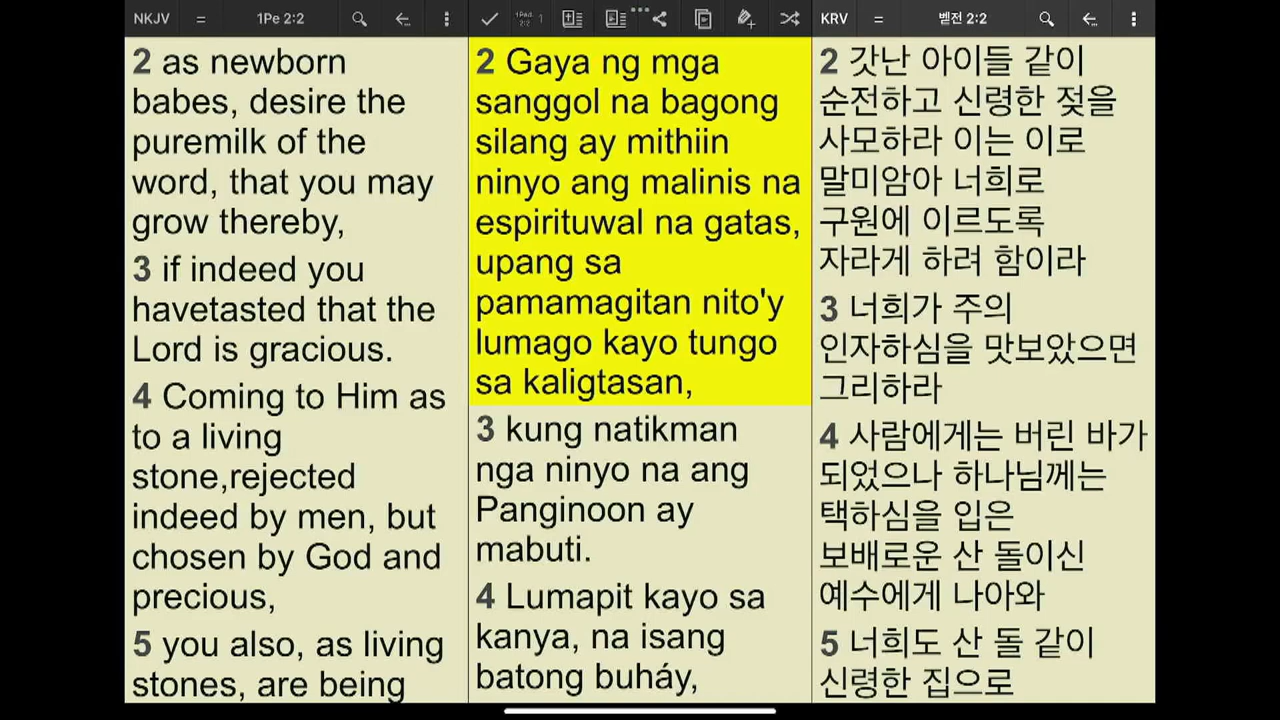 NKJV = 1Pe 2:2
2 as newborn
babes, desire the
puremilk of the
word, that you may
grow thereby,
3 if indeed you
havetasted that the
Lord is gracious.
4 Coming to Him as
to a living
stone,rejected
indeed by men, but
chosen by God and
precious,
5 you also, as living
stones, are being
1Ped 2:2 1
2 Gaya ng mga
sanggol na bagong
silang ay mithiin
ninyo ang malinis na
espirituwal na gatas,
upang sa
pamamagitan nito'y
lumago kayo tungo
sa kaligtasan,
3 kung natikman
nga ninyo na ang
Panginoon ay
mabuti.
4 Lumapit kayo sa
kanya, na isang
batong buháy,
KRV = 벧전 2:2
2 갓난 아이들 같이
순전하고 신령한 젖을
사모하라 이는 이로
말미암아 너희로
구원에 이르도록
자라게 하려 함이라
3 너희가 주의
인자하심을 맛보았으면
그리하라
4 사람에게는 버린 바가
되었으나 하나님께는
택하심을 입은
보배로운 산 돌이신
예수에게 나아와
5 너희도 산 돌 같이
신령한 집으로